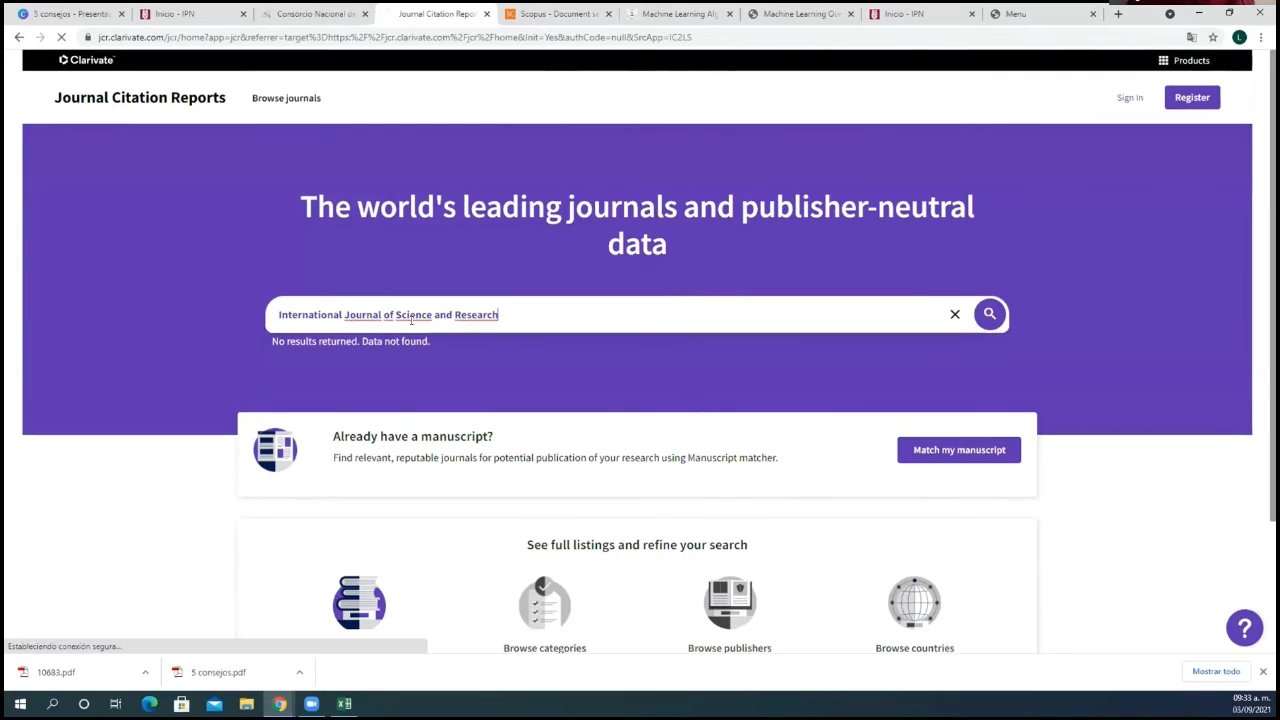 5 consejos - Presenta
Inicio - IPN
Consorcio Nacional de
Journal Citation Repor
Scopus - Document se
Machine Learning Alg
Machine Learning Ov
Inicio - IPN
Menu
jcr.clarivate.com/jcr/home?app=jcr&referrer=target%3Dhttps:%2F%2Fjcr.clarivate.com%2Fjcr%2Fhome&Init=Yes&authCode=null&SrcApp=IC2LS
L
Clarivate
Products
Journal Citation Reports
Browse journals
Sign In
Register
The world's leading journals and publisher-neutral
data
International Journal of Science and Research
No results returned. Data not found.
Already have a manuscript?
Find relevant, reputable journals for potential publication of your research using Manuscript matcher.
Match my manuscript
See full listings and refine your search
Browse categories
Browse publishers
Browse countries
?
Estableciendo conexión segura...
10683.pdf
5 consejos.pdf
Mostrar todo
09:33 a. m.
03/09/2021